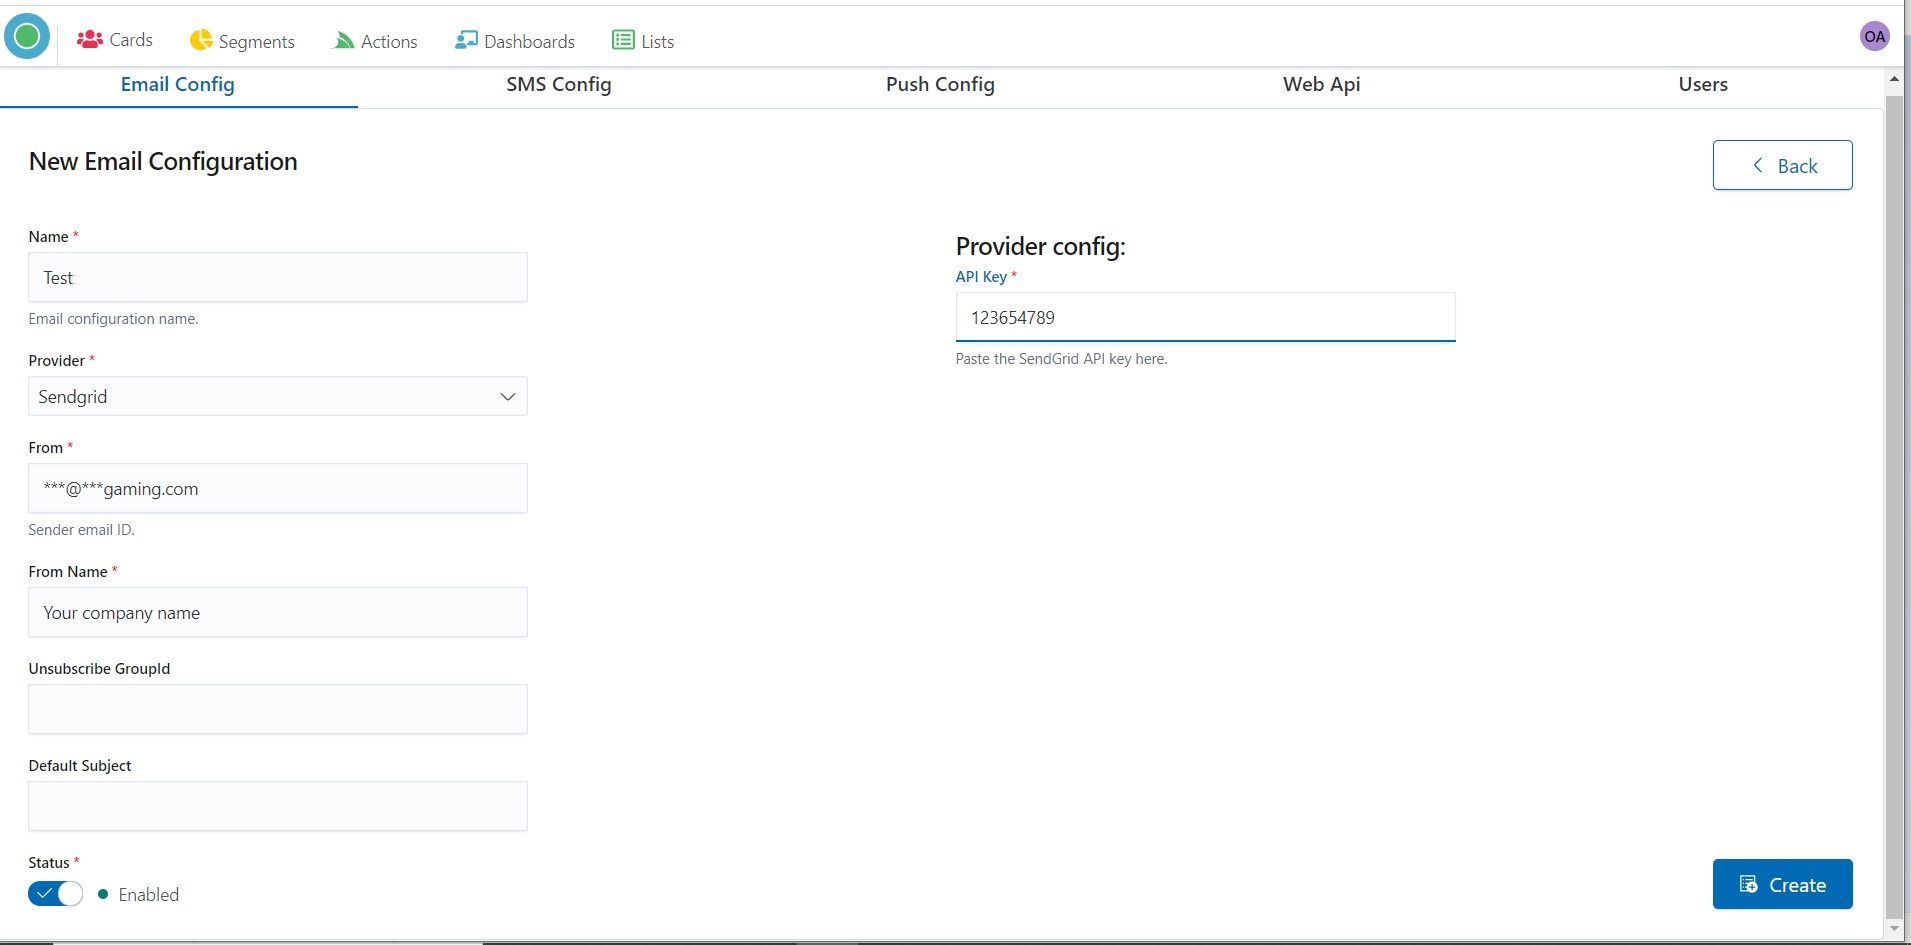 Cards Segments Actions Dashboards Lists OA
Email Config SMS Config Push Config Web Api Users
New Email Configuration
Back
Name *
Test
Email configuration name.
Provider *
Sendgrid
From *
***@***gaming.com
Sender email ID.
From Name *
Your company name
Unsubscribe GroupId
Default Subject
Status *
Enabled
Provider config:
API Key *
123654789
Paste the SendGrid API key here.
Create